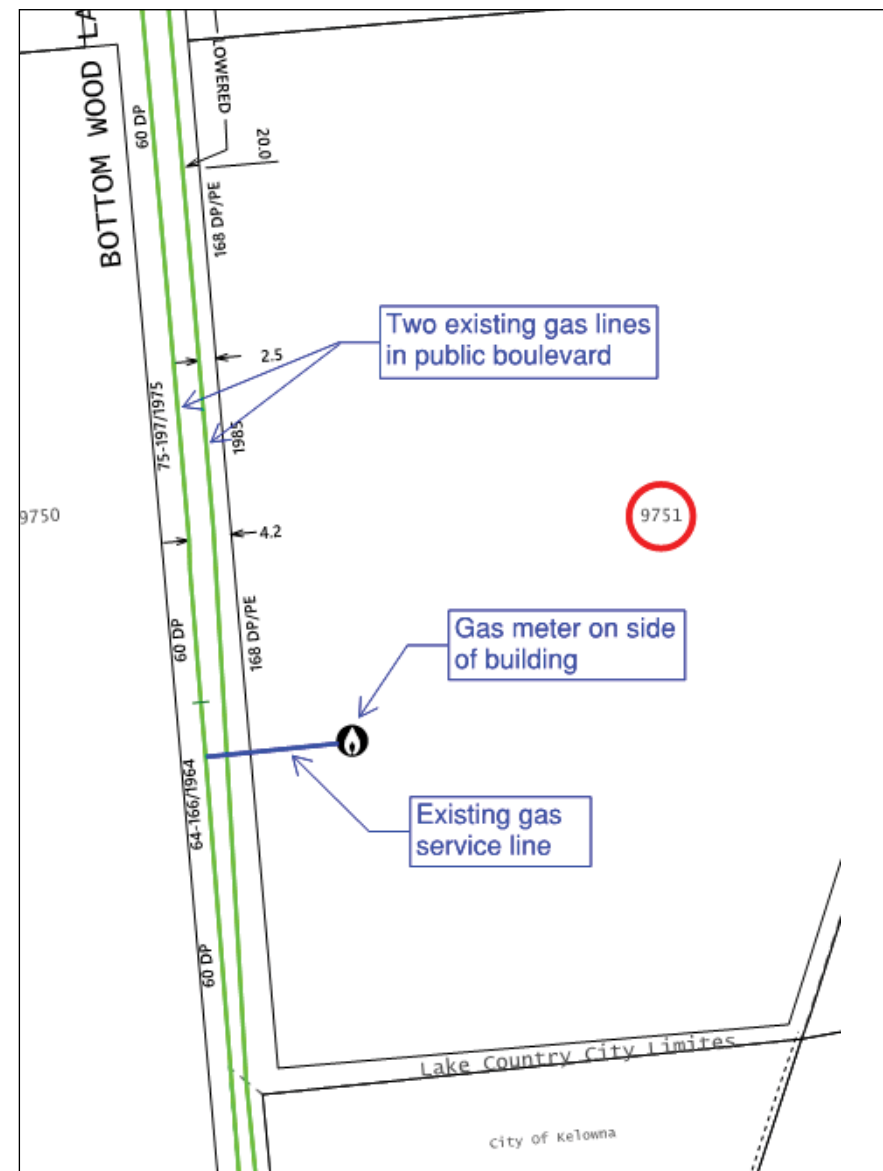 BOTTOM WOOD LA
LOWERED
60 DP
20.0
168 DP/PE
Two existing gas lines
in public boulevard
2.5
75-197/1975
1985
9750
9751
4.2
168 DP/PE
60 DP
Gas meter on side
of building
64-166/1964
Existing gas
service line
60 DP
Lake Country City Limites
City Of Kelowna